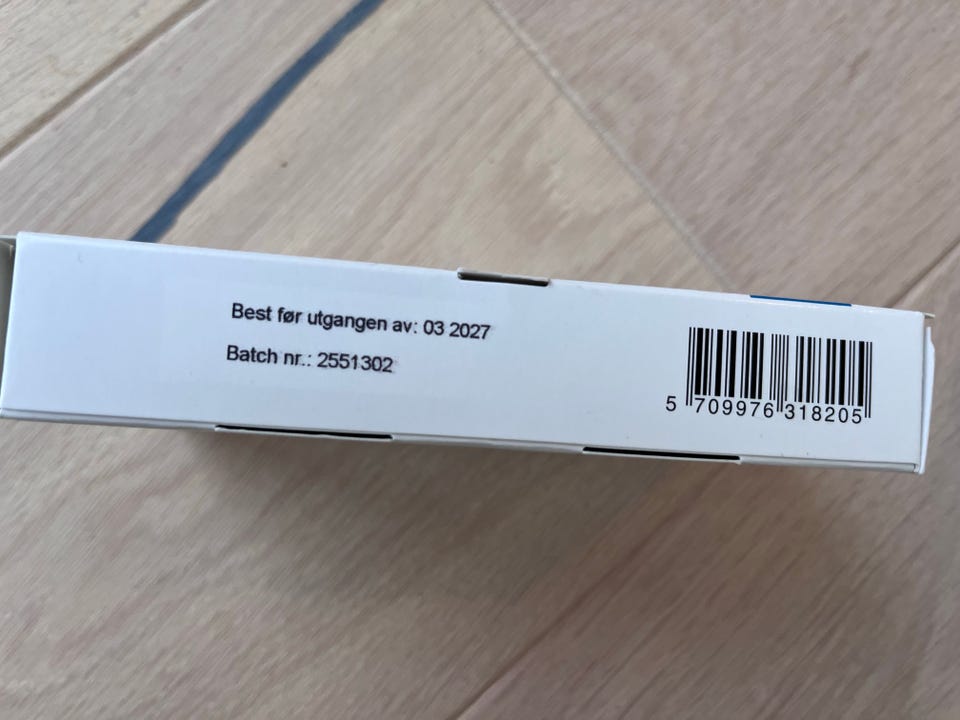 Best før utgangen av: 03 2027
Batch nr.: 2551302
5 709976 318205